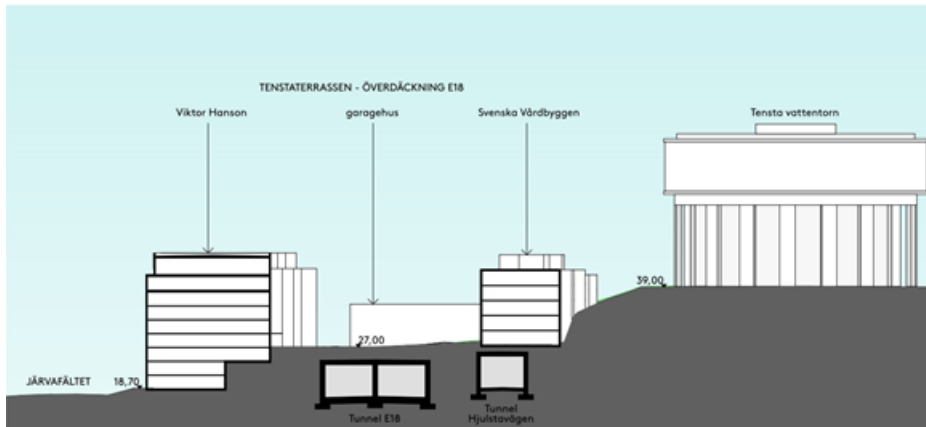 TENSTATERRASSEN - ÖVERDÄCKNING E18
Viktor Hanson
garagehus
Svenska Vårdbyggen
Tensta vattentorn
39,00
27,00
JÄRVAFÄLTET
18,70
Tunnel E18
Tunnel
Hjulstavägen